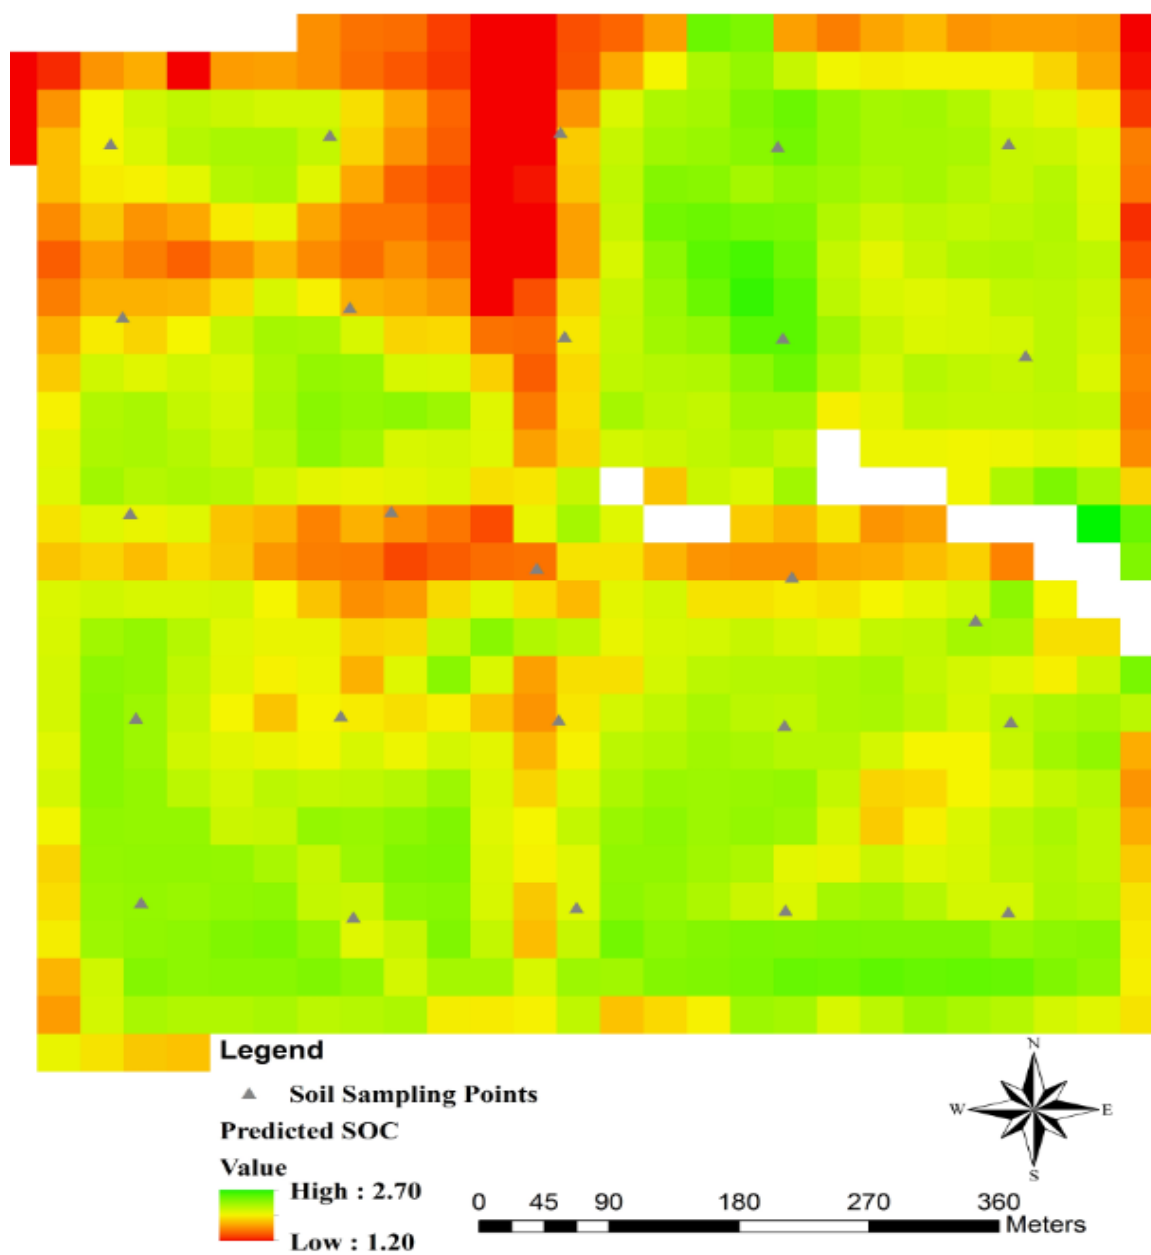 Legend
Soil Sampling Points
Predicted SOC
Value
High : 2.70
Low : 1.20
N
W E
S
0 45 90 180 270 360
Meters